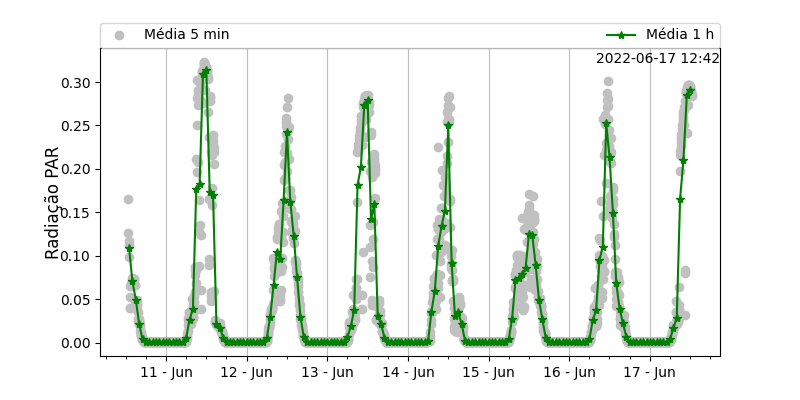 Média 5 min
Média 1 h
2022-06-17 12:42
Radiação PAR
0.30
0.25
0.20
0.15
0.10
0.05
0.00
11 - Jun
12 - Jun
13 - Jun
14 - Jun
15 - Jun
16 - Jun
17 - Jun